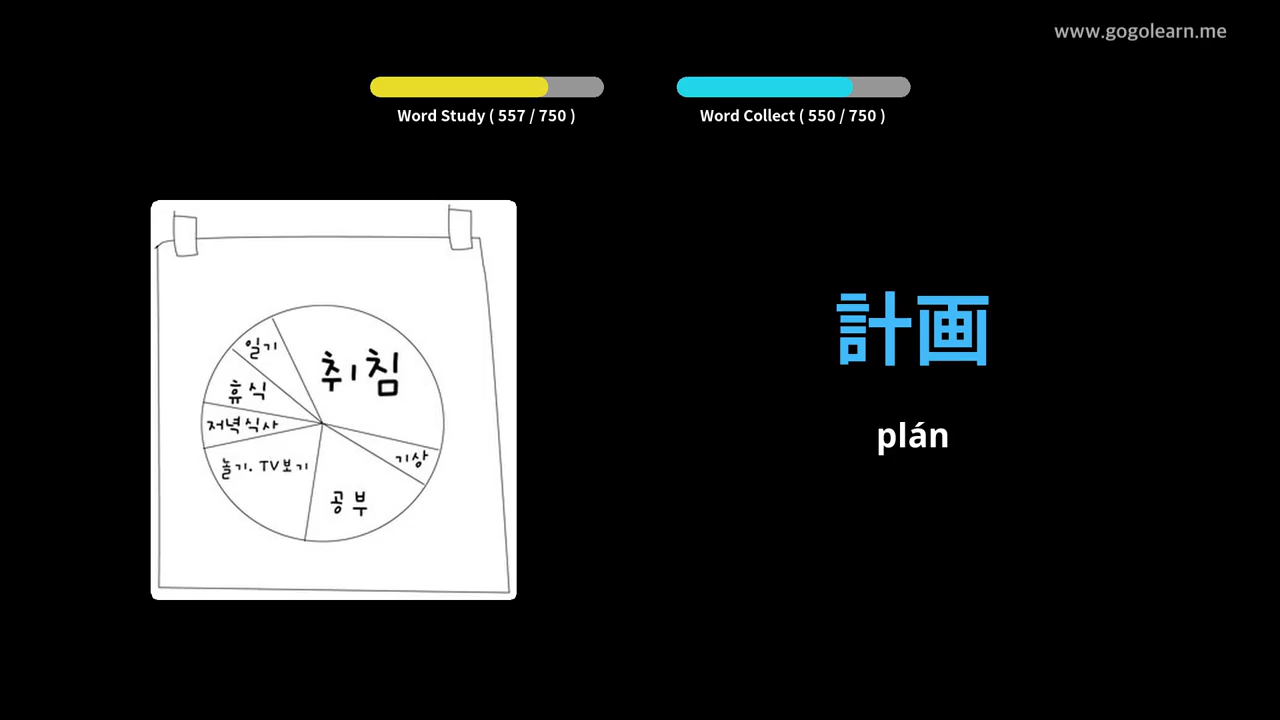 www.gogolearn.me
Word Study ( 557 / 750 )
Word Collect ( 550 / 750 )
일기
취침
휴식
저녁식사
놀기. TV보기
기상
공부
計画
plán